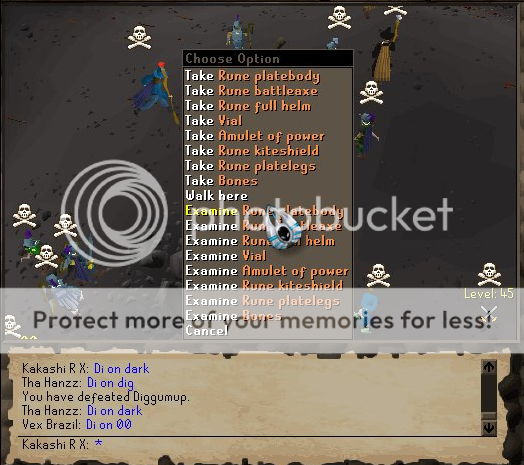 Choose Option
Take Rune platebody
Take Rune battleaxe
Take Rune full helm
Take Vial
Take Amulet of power
Take Rune kiteshield
Take Rune platelegs
Take Bones
Walk here
Examine Rune platebody
Examine
Examine helm
Examine Vial
Examine Amulet of power
Examine Rune kiteshield
Examine Rune platelegs
Examine Bones
Cancel
photobucket
Level: 45
Protect more of your memories for less!
Kakashi R X: Di on dark
Tha Hanzz: Di on dig
You have defeated Diggumup.
Tha Hanzz: Di on dark
Vex Brazil: Di on 00
Kakashi R X: *